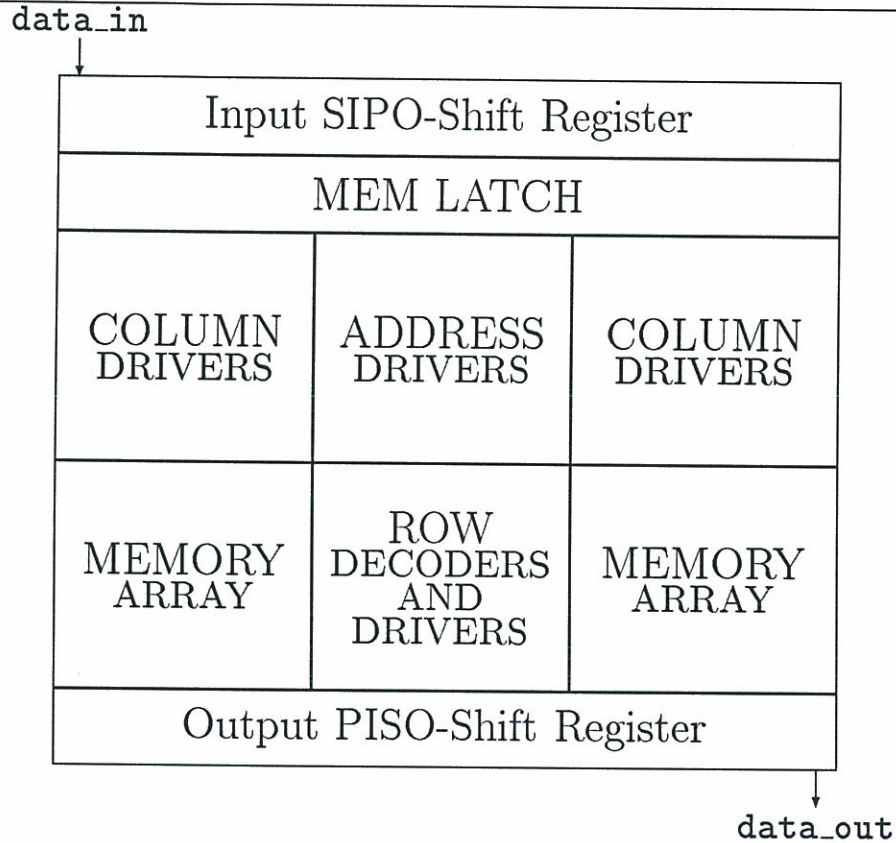 data_in
Input SIPO-Shift Register
MEM LATCH
COLUMN
DRIVERS
ADDRESS
DRIVERS
COLUMN
DRIVERS
MEMORY
ARRAY
ROW
DECODERS
AND
DRIVERS
MEMORY
ARRAY
Output PISO-Shift Register
data_out